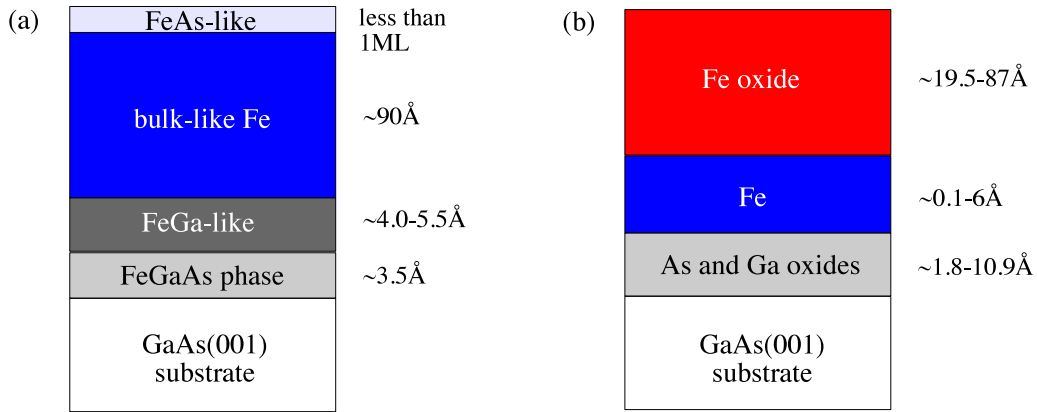 (a)
FeAs-like
less than
1ML
bulk-like Fe
~90Å
FeGa-like
~4.0-5.5Å
FeGaAs phase
~3.5Å
GaAs(001)
substrate
(b)
Fe oxide
~19.5-87Å
Fe
~0.1-6Å
As and Ga oxides
~1.8-10.9Å
GaAs(001)
substrate